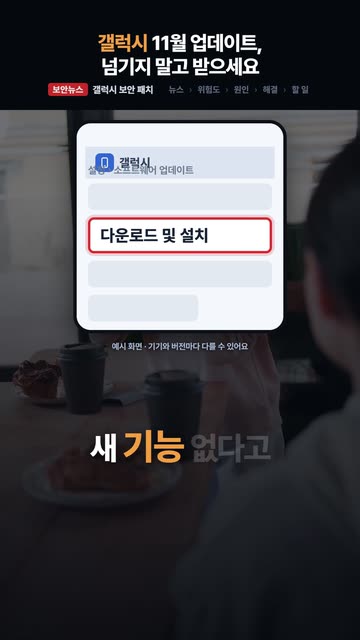 갤럭시 11월 업데이트,
넘기지 말고 받으세요
보안뉴스 갤럭시 보안 패치 뉴스 › 위험도 › 원인 › 해결 › 할 일
갤럭시
설정 · 소프트웨어 업데이트
다운로드 및 설치
예시 화면 · 기기와 버전마다 다를 수 있어요
새 기능 없다고